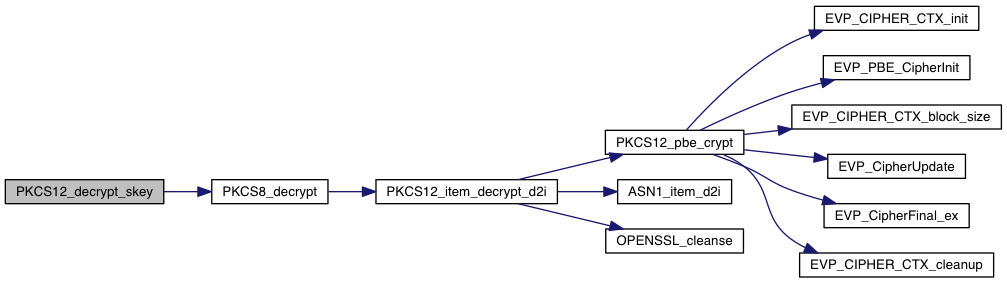 EVP_CIPHER_CTX_init
EVP_PBE_CipherInit
EVP_CIPHER_CTX_block_size
PKCS12_pbe_crypt
EVP_CipherUpdate
PKCS12_decrypt_skey
PKCS8_decrypt
PKCS12_item_decrypt_d2i
ASN1_item_d2i
EVP_CipherFinal_ex
OPENSSL_cleanse
EVP_CIPHER_CTX_cleanup